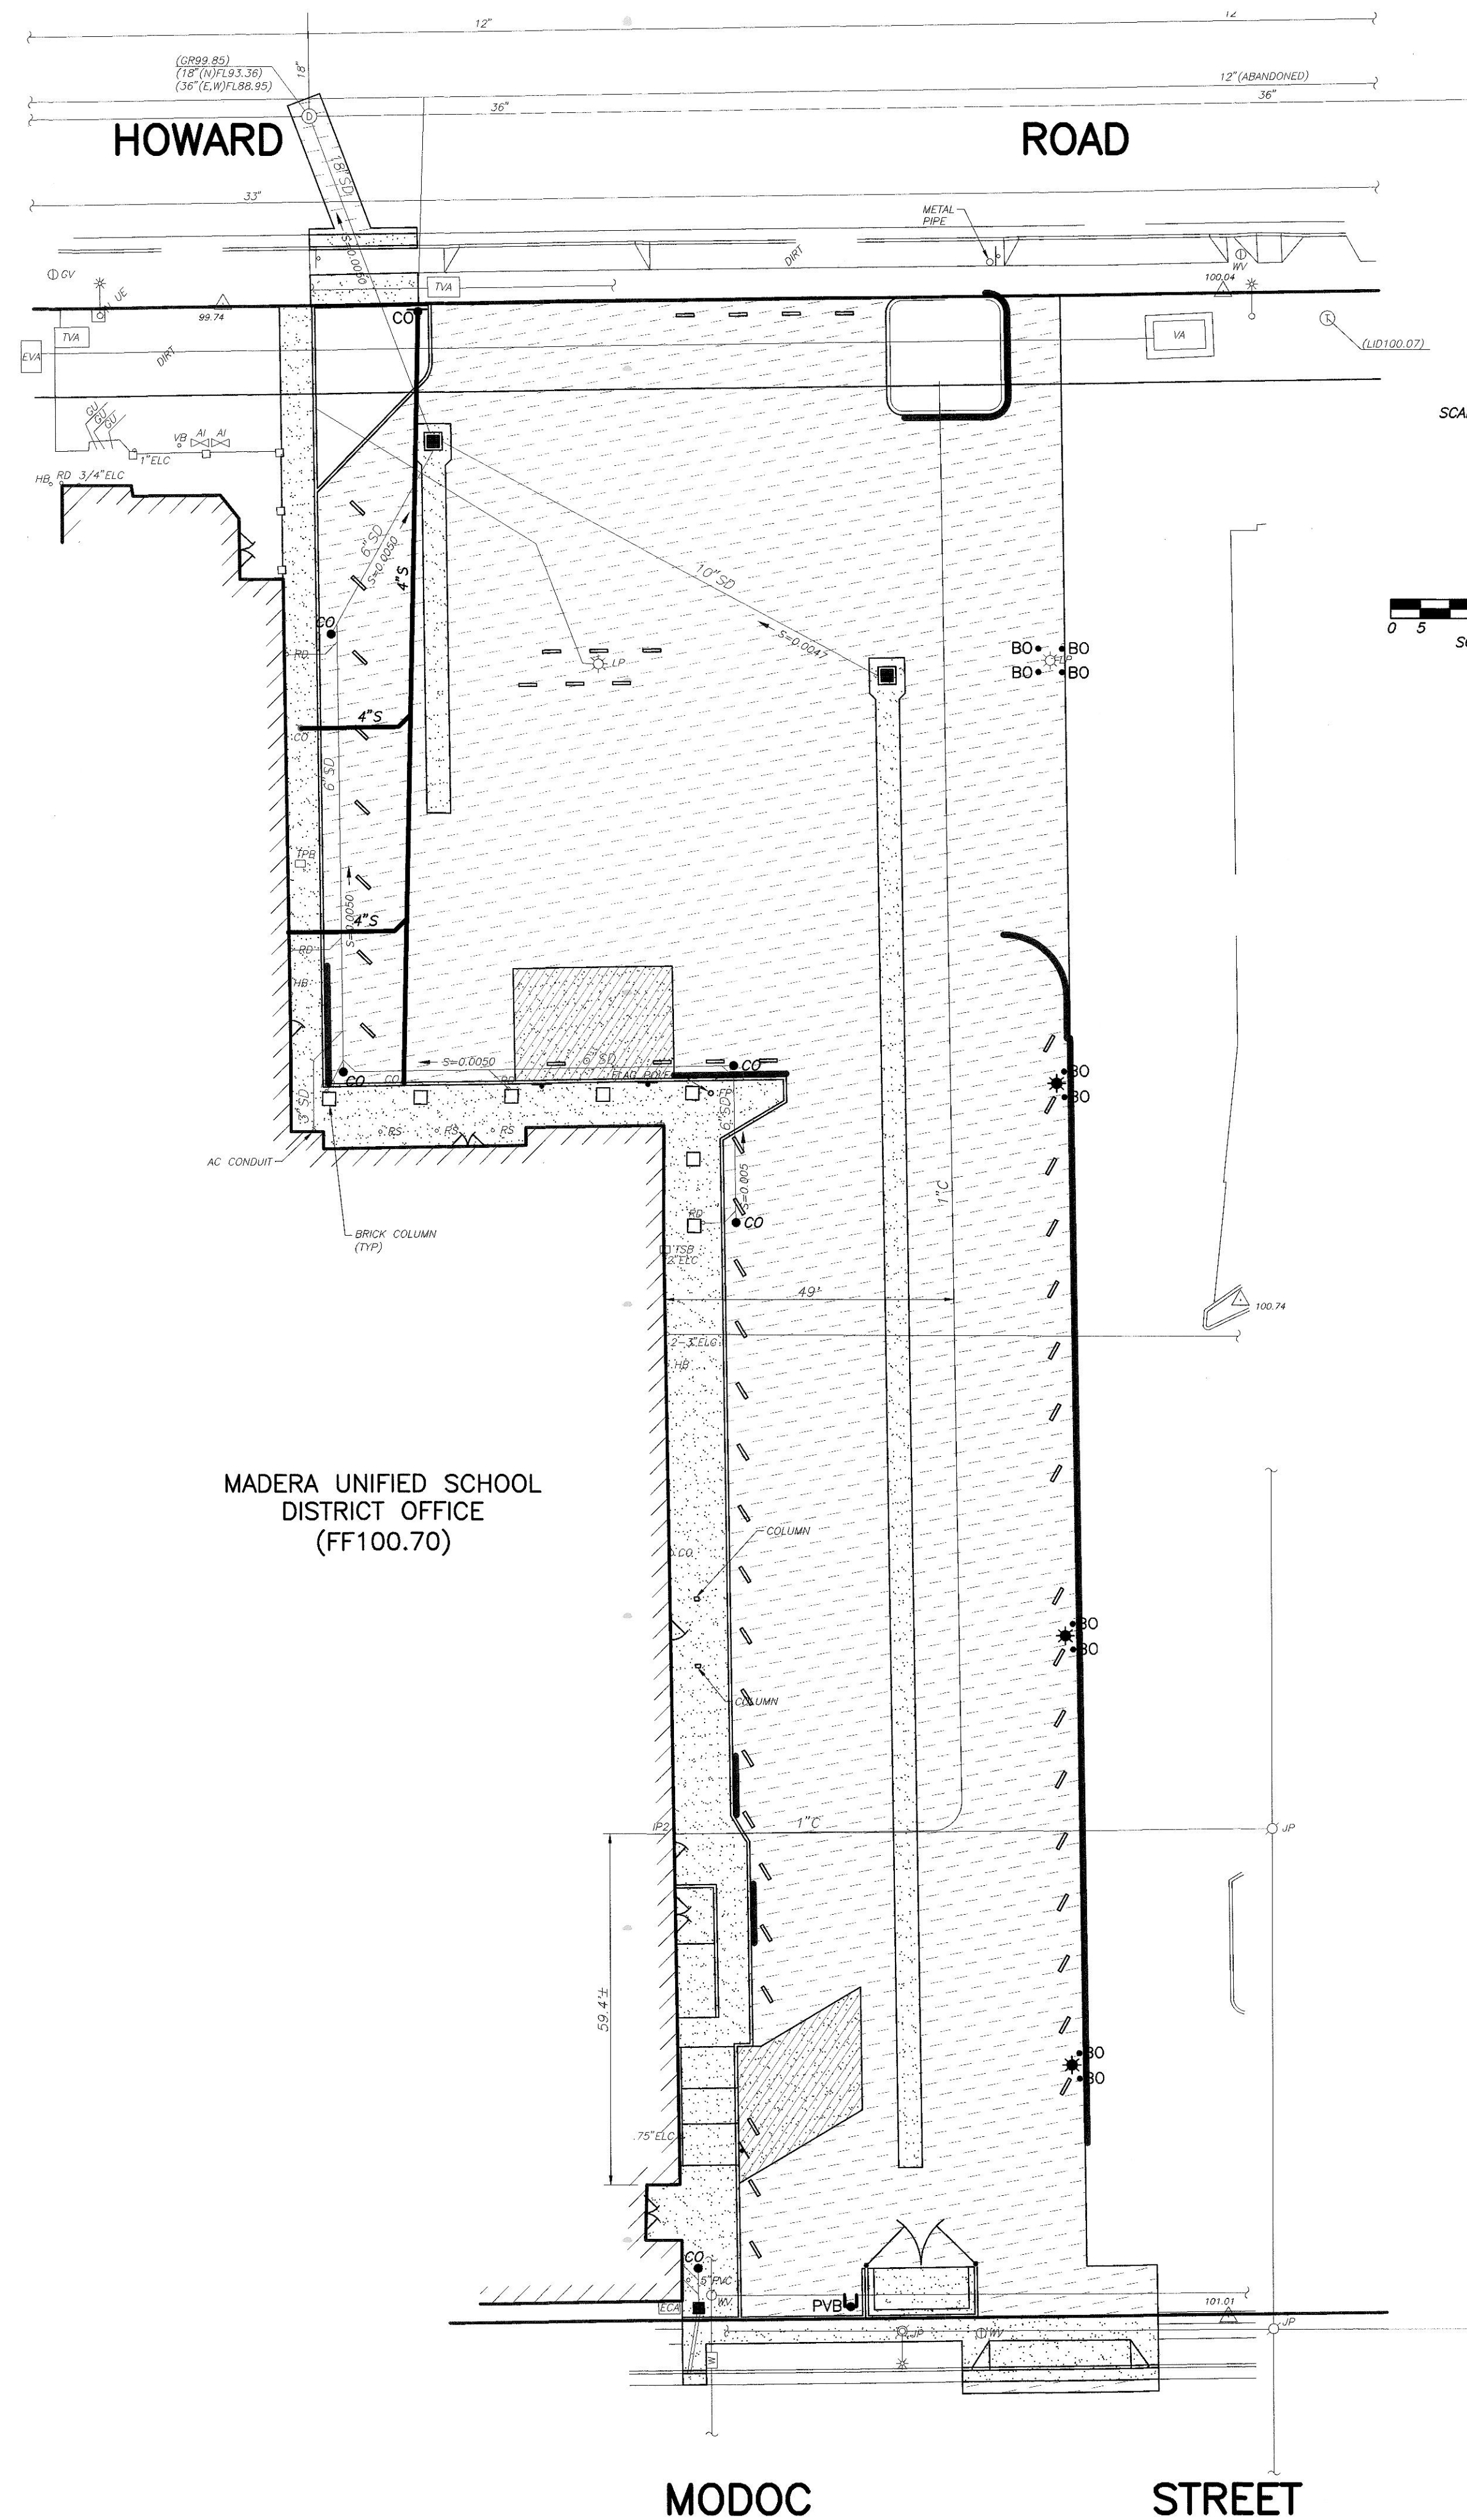 12"
12
(GR99.85)
(18"(N)FL93.36)
(36"(E,W)FL88.95)
18"
12"(ABANDONED)
36"
36"
HOWARD ROAD
D
18" SD
33"
METAL
PIPE
S=0.0050
DIRT
GV
WV
UE
TVA
100.04
99.74
CO
TVA
EVA
DIRT
VA
(LID100.07)
SCA
GU
GU
GU
VB
AI
AI
1"ELC
HB
RD
3/4"ELC
6" SD
S=0.0050
4"S
10" SD
S=0.0047
0 5
CO
RD
LP
BO
BO
LP
BO
BO
4"S
CO
6" SD
TPB
S=0.0050
4"S
RD
HB
S=0.0050
6" SD
CO
CO
CO
RD
FLAG POLE
FP
BO
BO
3" SD
RS
RS
RS
6" SD
AC CONDUIT
S=0.005
1"C
BRICK COLUMN
(TYP)
RD
CO
TSB
2"ELC
49'
100.74
2-3"ELC
HB
MADERA UNIFIED SCHOOL
DISTRICT OFFICE
(FF100.70)
COLUMN
CO
BO
BO
COLUMN
IP2
1"C
JP
59.4'±
BO
BO
.75"ELC
CO
5"PVC
ECA
WV
PVB
101.01
JP
JP
WV
W
MODOC STREET